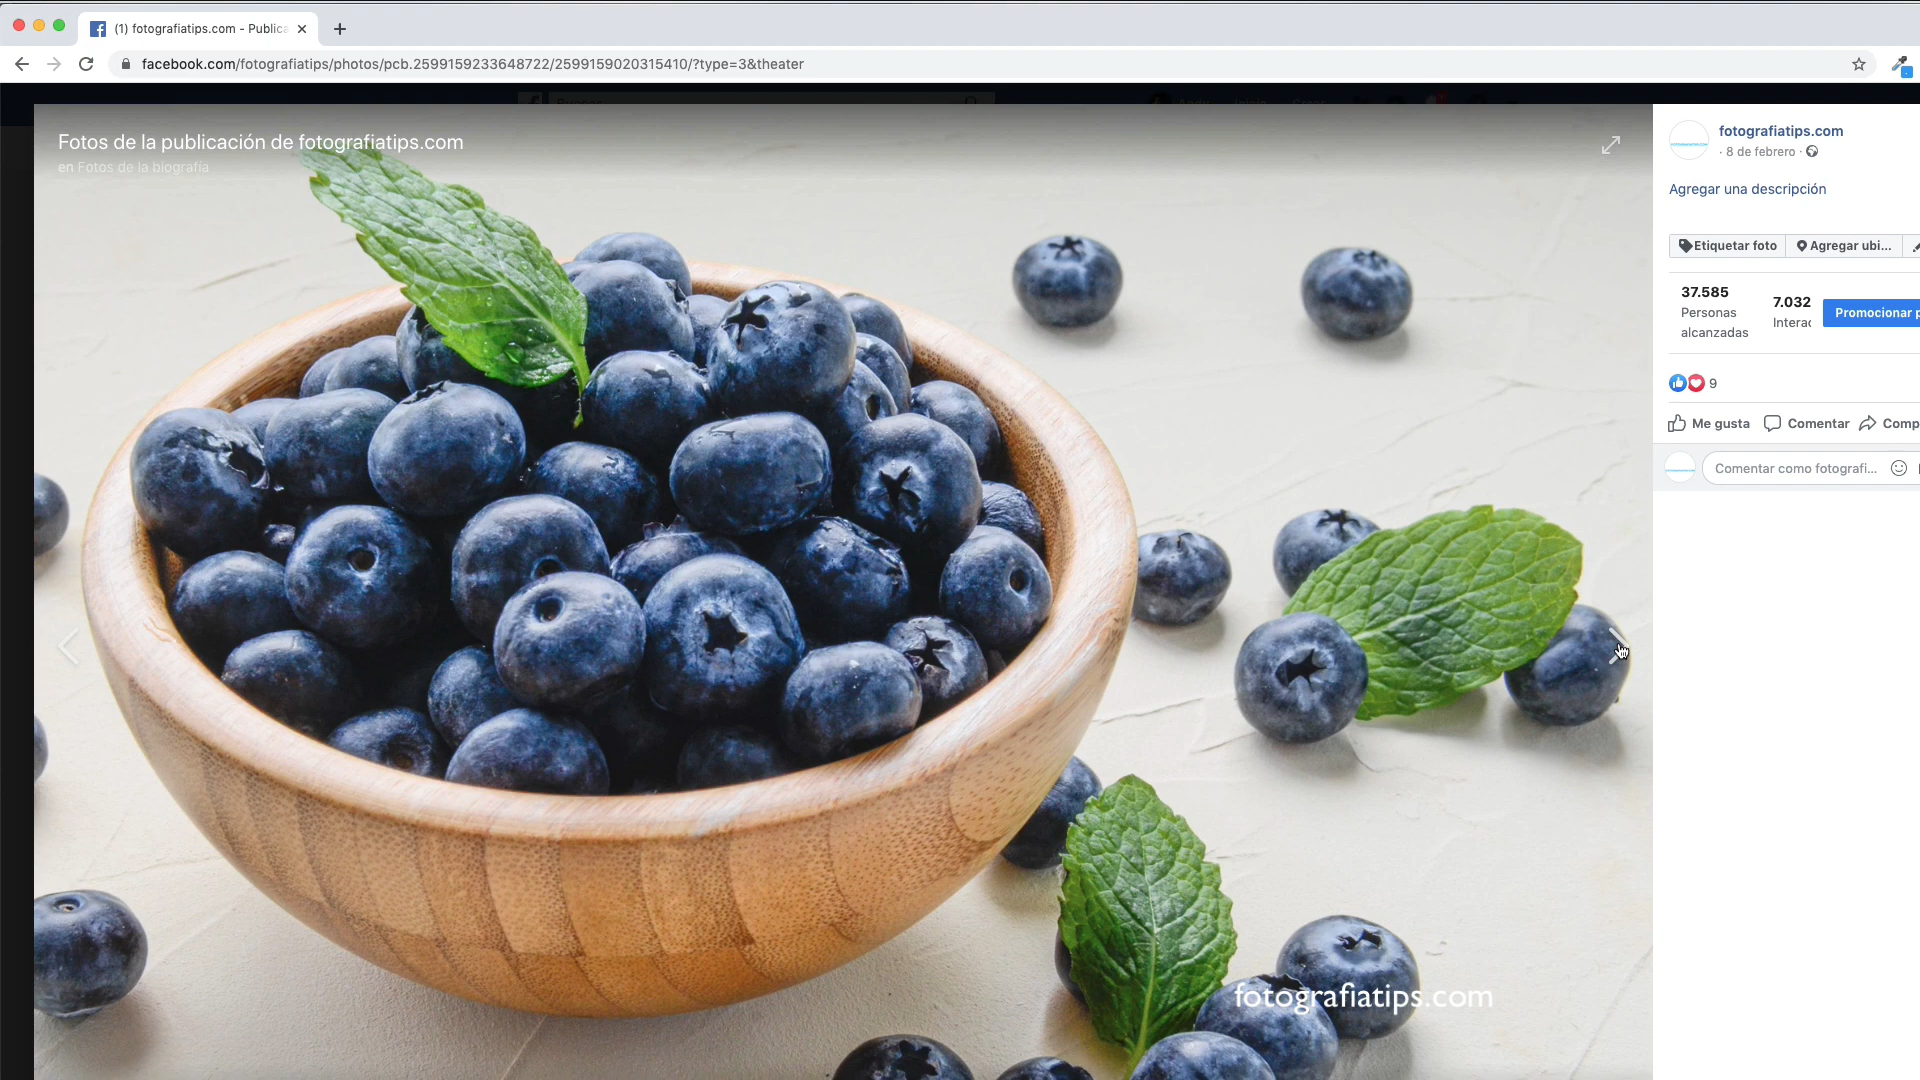 (1) fotografiatips.com - Publica
facebook.com/fotografiatips/photos/pcb.2599159233648722/2599159020315410/?type=3&theater
Fotos de la publicación de fotografiatips.com
en Fotos de la biografía
fotografiatips.com
· 8 de febrero ·
Agregar una descripción
Etiquetar foto
Agregar ubi...
37.585
Personas
alcanzadas
7.032
Interac
Promocionar p
9
Me gusta
Comentar
Comp
Comentar como fotografi...
fotografiatips.com